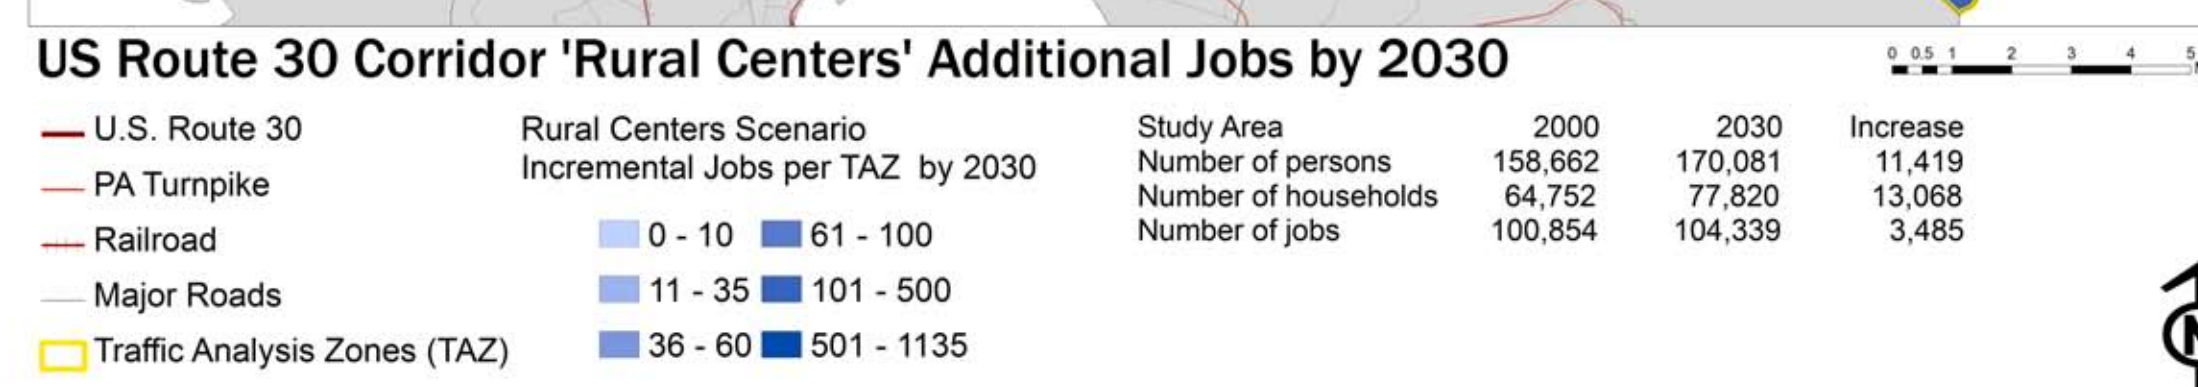 US Route 30 Corridor 'Rural Centers' Additional Jobs by 2030
0 0.5 1 2 3 4 5
U.S. Route 30
PA Turnpike
Railroad
Major Roads
Traffic Analysis Zones (TAZ)
Rural Centers Scenario
Incremental Jobs per TAZ by 2030
0 - 10 61 - 100
11 - 35 101 - 500
36 - 60 501 - 1135
Study Area 2000 2030 Increase
Number of persons 158,662 170,081 11,419
Number of households 64,752 77,820 13,068
Number of jobs 100,854 104,339 3,485
N